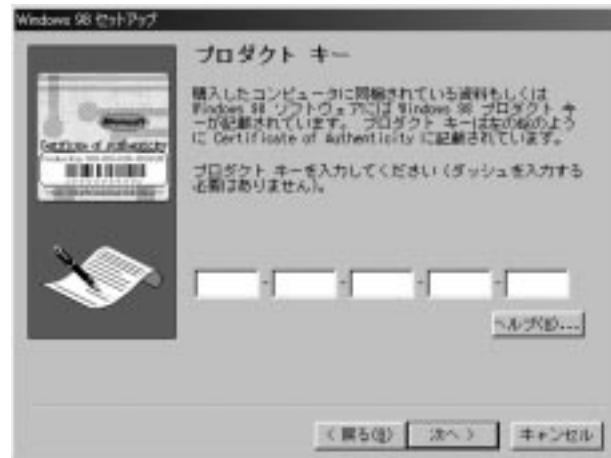 Windows 98 セットアップ
プロダクト キー
購入したコンピュータに同梱されている資料もしくは
Windows 98 ソフトウェアには Windows 98 プロダクト キ
ーが記載されています。 プロダクト キーは左の絵のよう
に Certificate of Authenticity に記載されています。
プロダクト キーを入力してください (ダッシュを入力する
必要はありません)。
Certificate of Authenticity
- - - -
ヘルプ(H)...
< 戻る(B)
次へ >
キャンセル